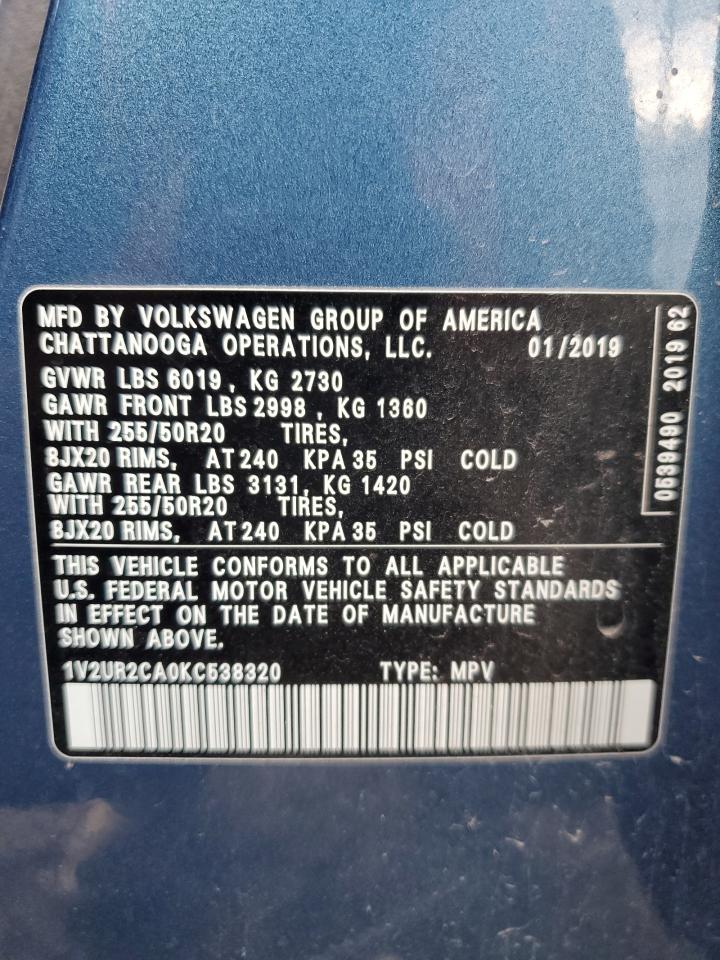 MFD BY VOLKSWAGEN GROUP OF AMERICA
CHATTANOOGA OPERATIONS, LLC. 01/2019
GVWR LBS 6019, KG 2730
GAWR FRONT LBS 2998, KG 1360
WITH 255/50R20 TIRES,
8JX20 RIMS, AT 240 KPA 35 PSI COLD
GAWR REAR LBS 3131, KG 1420
WITH 255/50R20 TIRES,
8JX20 RIMS, AT 240 KPA 35 PSI COLD
THIS VEHICLE CONFORMS TO ALL APPLICABLE
U.S. FEDERAL MOTOR VEHICLE SAFETY STANDARDS
IN EFFECT ON THE DATE OF MANUFACTURE
SHOWN ABOVE.
1V2UR2CA0KC538320 TYPE: MPV
0539490 2019 62